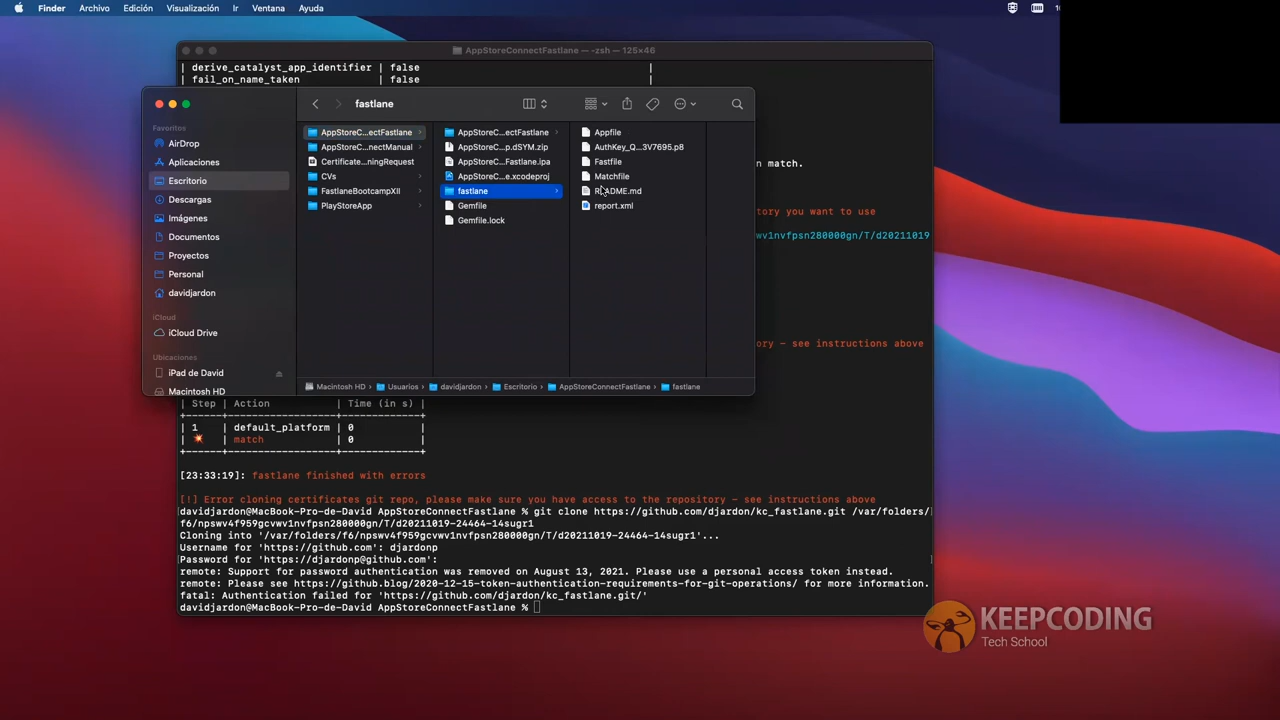 Finder Archivo Edición Visualización Ir Ventana Ayuda
AppStoreConnectFastlane — -zsh — 125×46
| derive_catalyst_app_identifier | false |
| fail_on_name_taken | false |
fastlane
Favoritos
AirDrop
Aplicaciones
Escritorio
Descargas
Imágenes
Documentos
Proyectos
Personal
davidjardon
iCloud
iCloud Drive
Ubicaciones
iPad de David
Macintosh HD
AppStoreC...ectFastlane
AppStoreC...nectManual
Certificate...ningRequest
CVs
FastlaneBootcampXII
PlayStoreApp
AppStoreC...ectFastlane
AppStoreC...p.dSYM.zip
AppStoreC...Fastlane.ipa
AppStoreC...e.xcodeproj
fastlane
Gemfile
Gemfile.lock
Appfile
AuthKey_Q...3V7695.p8
Fastfile
Matchfile
README.md
report.xml
Macintosh HD › Usuarios › davidjardon › Escritorio › AppStoreConnectFastlane › fastlane
n match.
tory you want to use
wv1nvfpsn280000gn/T/d20211019
ory — see instructions above
| Step | Action | Time (in s) |
+------+------------------+-------------+
| 1 | default_platform | 0 |
| 💥 | match | 0 |
+------+------------------+-------------+
[23:33:19]: fastlane finished with errors
[!] Error cloning certificates git repo, please make sure you have access to the repository — see instructions above
davidjardon@MacBook-Pro-de-David AppStoreConnectFastlane % git clone https://github.com/djardon/kc_fastlane.git /var/folders/
f6/npswv4f959gcvwv1nvfpsn280000gn/T/d20211019-24464-14sugr1
Cloning into '/var/folders/f6/npswv4f959gcvwv1nvfpsn280000gn/T/d20211019-24464-14sugr1'...
Username for 'https://github.com': djardonp
Password for 'https://djardonp@github.com':
remote: Support for password authentication was removed on August 13, 2021. Please use a personal access token instead.
remote: Please see https://github.blog/2020-12-15-token-authentication-requirements-for-git-operations/ for more information.
fatal: Authentication failed for 'https://github.com/djardon/kc_fastlane.git/'
davidjardon@MacBook-Pro-de-David AppStoreConnectFastlane %
KEEPCODING
Tech School